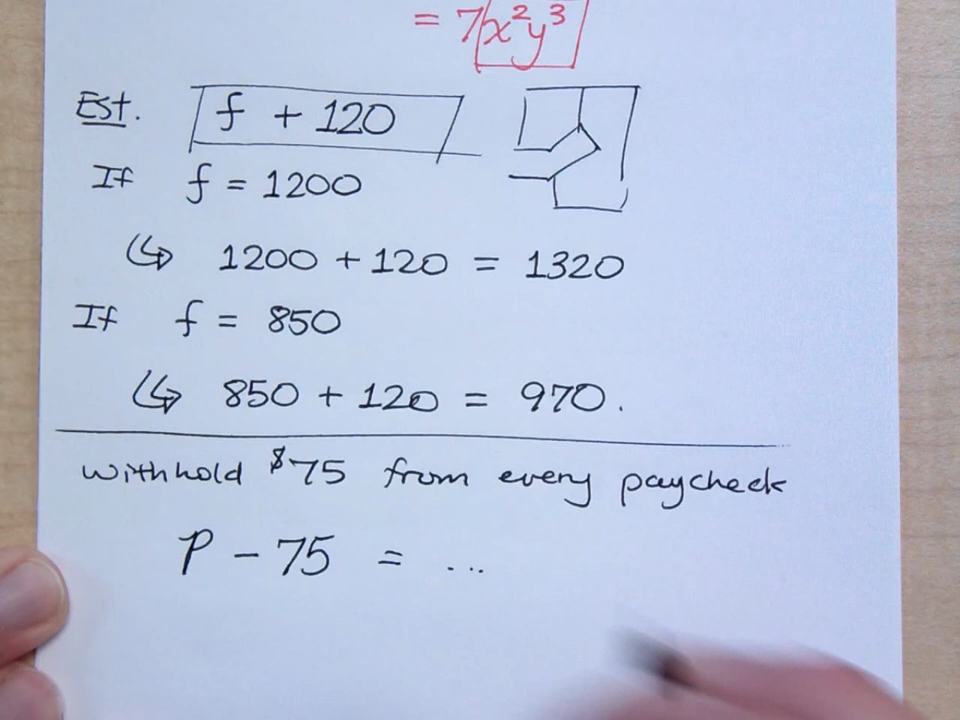 = 7x²y³
Est. f + 120
If f = 1200
↳ 1200 + 120 = 1320
If f = 850
↳ 850 + 120 = 970.
withhold $75 from every paycheck
P - 75 = ...